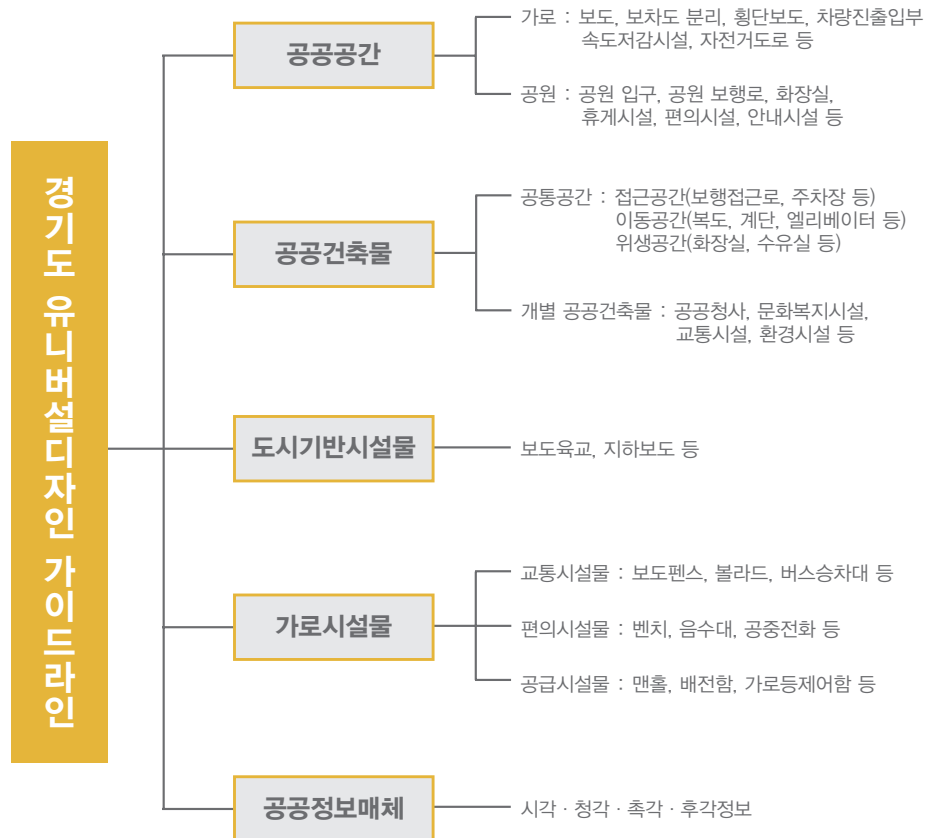 경기도 유니버설디자인 가이드라인
공공공간
가로 : 보도, 보차도 분리, 횡단보도, 차량진출입부
속도저감시설, 자전거도로 등
공원 : 공원 입구, 공원 보행로, 화장실,
휴게시설, 편의시설, 안내시설 등
공공건축물
공통공간 : 접근공간(보행접근로, 주차장 등)
이동공간(복도, 계단, 엘리베이터 등)
위생공간(화장실, 수유실 등)
개별 공공건축물 : 공공청사, 문화복지시설,
교통시설, 환경시설 등
도시기반시설물
보도육교, 지하보도 등
가로시설물
교통시설물 : 보도펜스, 볼라드, 버스승차대 등
편의시설물 : 벤치, 음수대, 공중전화 등
공급시설물 : 맨홀, 배전함, 가로등제어함 등
공공정보매체
시각 · 청각 · 촉각 · 후각정보